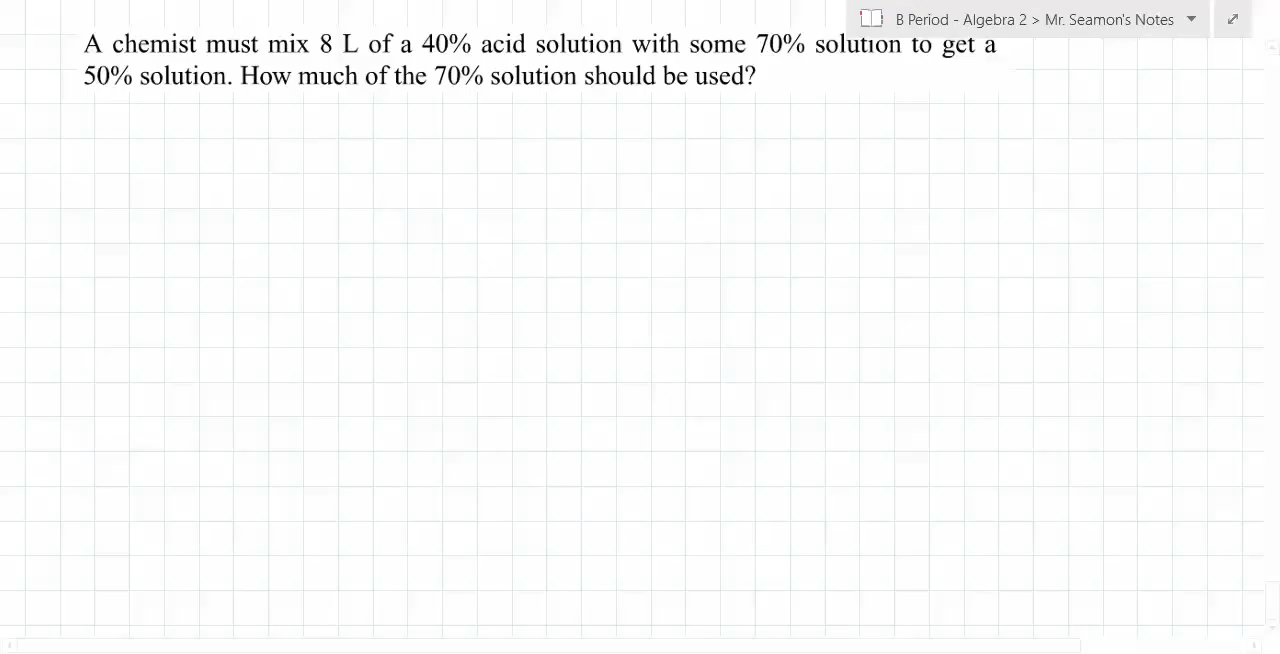 B Period - Algebra 2 > Mr. Seamon's Notes
A chemist must mix 8 L of a 40% acid solution with some 70% solution to get a
50% solution. How much of the 70% solution should be used?